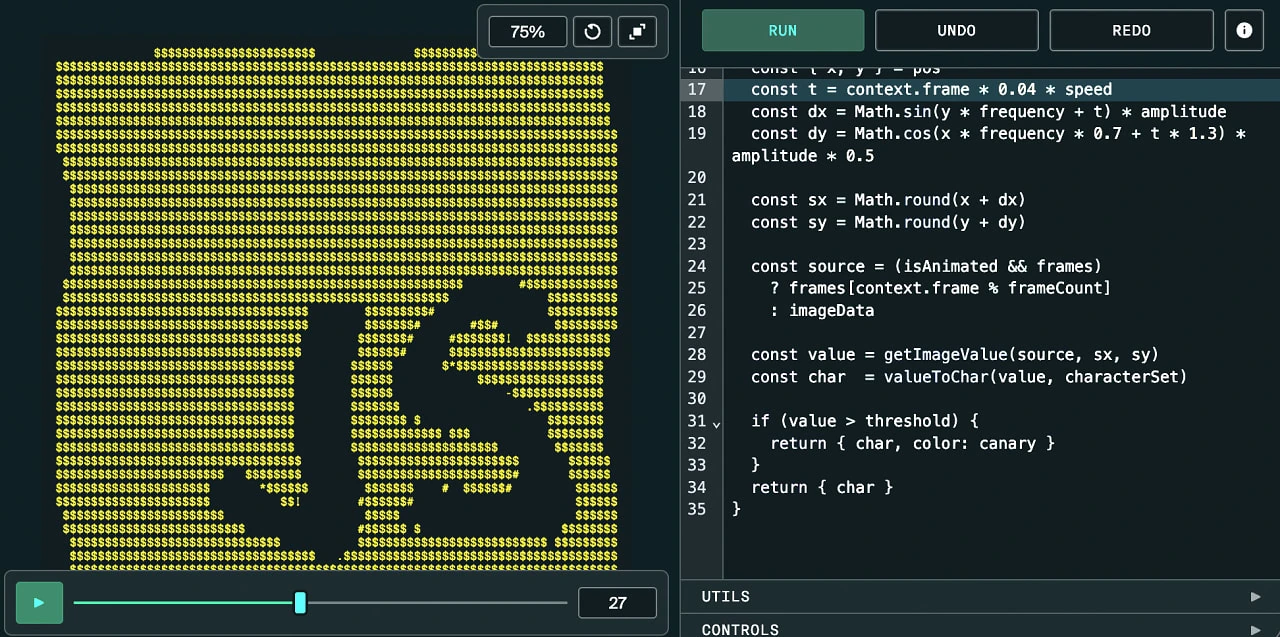 75%
RUN
UNDO
REDO
16 const { x, y } = pos
17 const t = context.frame * 0.04 * speed
18 const dx = Math.sin(y * frequency + t) * amplitude
19 const dy = Math.cos(x * frequency * 0.7 + t * 1.3) *
amplitude * 0.5
20
21 const sx = Math.round(x + dx)
22 const sy = Math.round(y + dy)
23
24 const source = (isAnimated && frames)
25 ? frames[context.frame % frameCount]
26 : imageData
27
28 const value = getImageValue(source, sx, sy)
29 const char = valueToChar(value, characterSet)
30
31 if (value > threshold) {
32 return { char, color: canary }
33 }
34 return { char }
35 }
JS
27
UTILS
CONTROLS